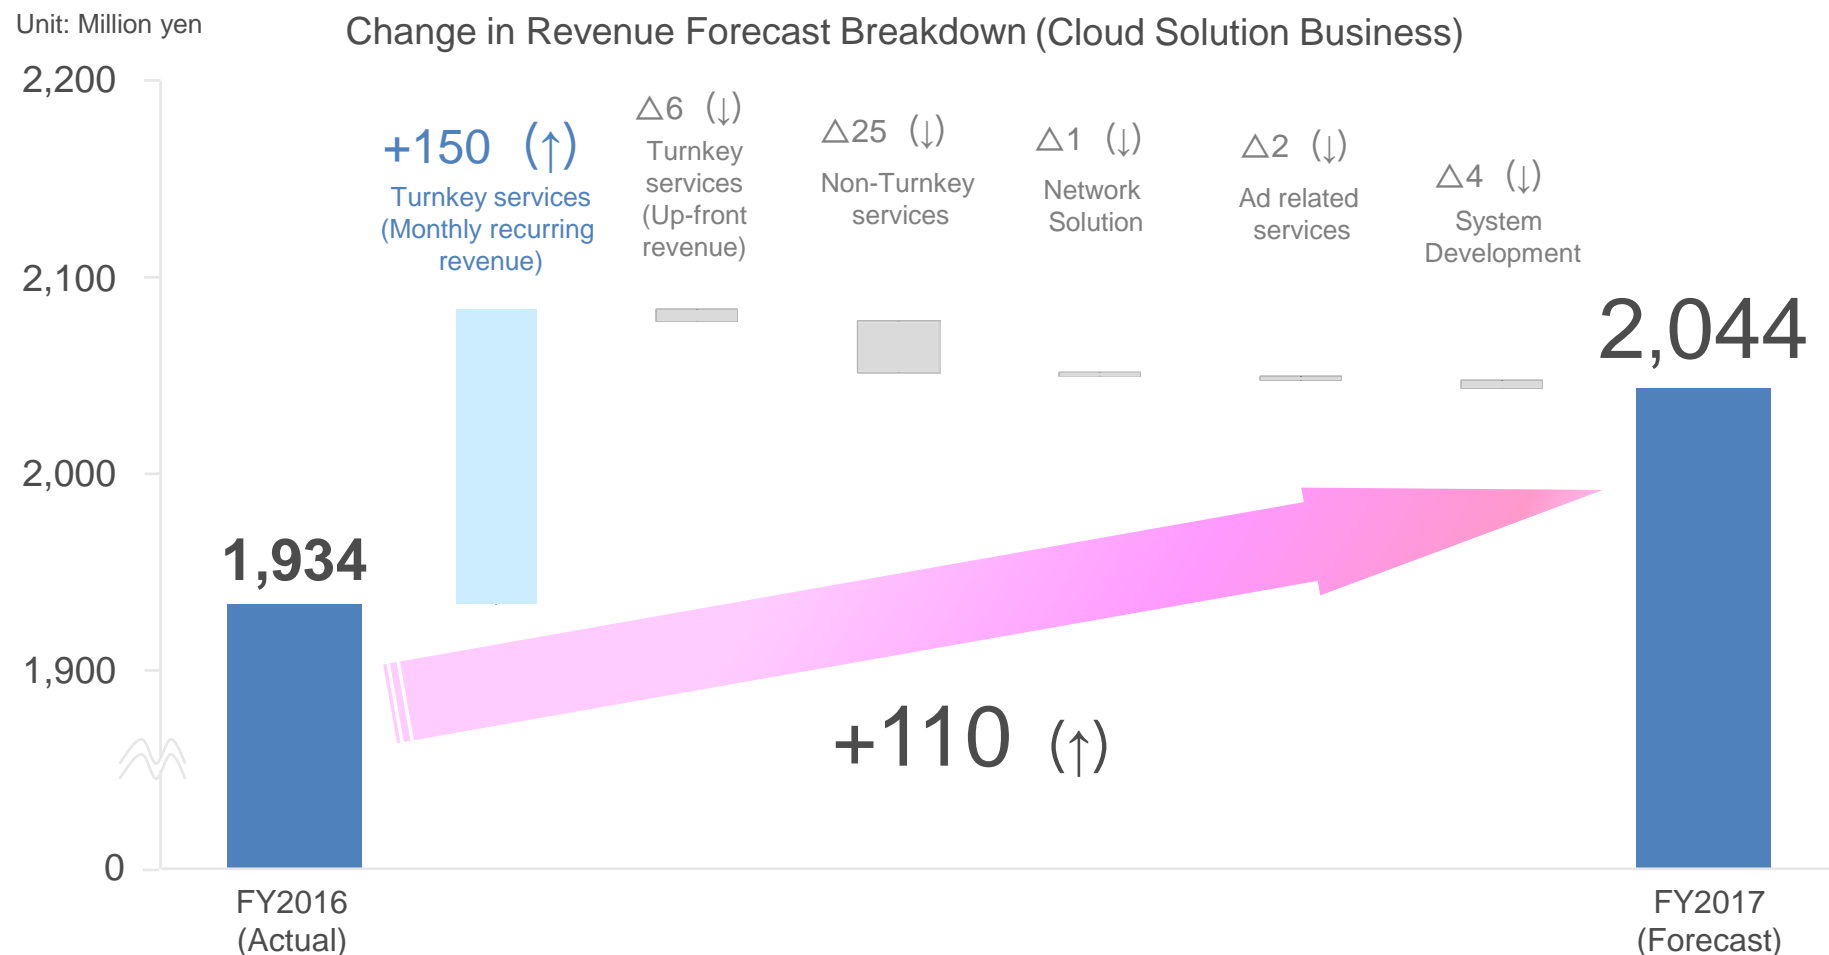 Unit: Million yen
Change in Revenue Forecast Breakdown (Cloud Solution Business)
2,200
2,100
2,000
1,900
0
+150 (↑)
Turnkey services
(Monthly recurring
revenue)
△6 (↓)
Turnkey
services
(Up-front
revenue)
△25 (↓)
Non-Turnkey
services
△1 (↓)
Network
Solution
△2 (↓)
Ad related
services
△4 (↓)
System
Development
1,934
2,044
+110 (↑)
FY2016
(Actual)
FY2017
(Forecast)